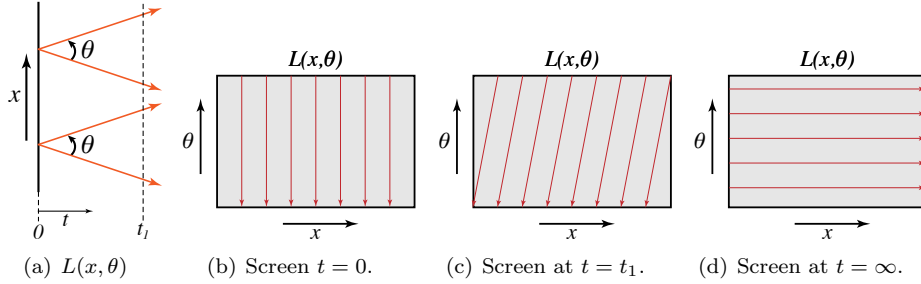 x
θ
θ
t
0
t1
(a) L(x, θ)
L(x,θ)
θ
x
(b) Screen t = 0.
L(x,θ)
θ
x
(c) Screen at t = t1.
L(x,θ)
θ
x
(d) Screen at t = ∞.